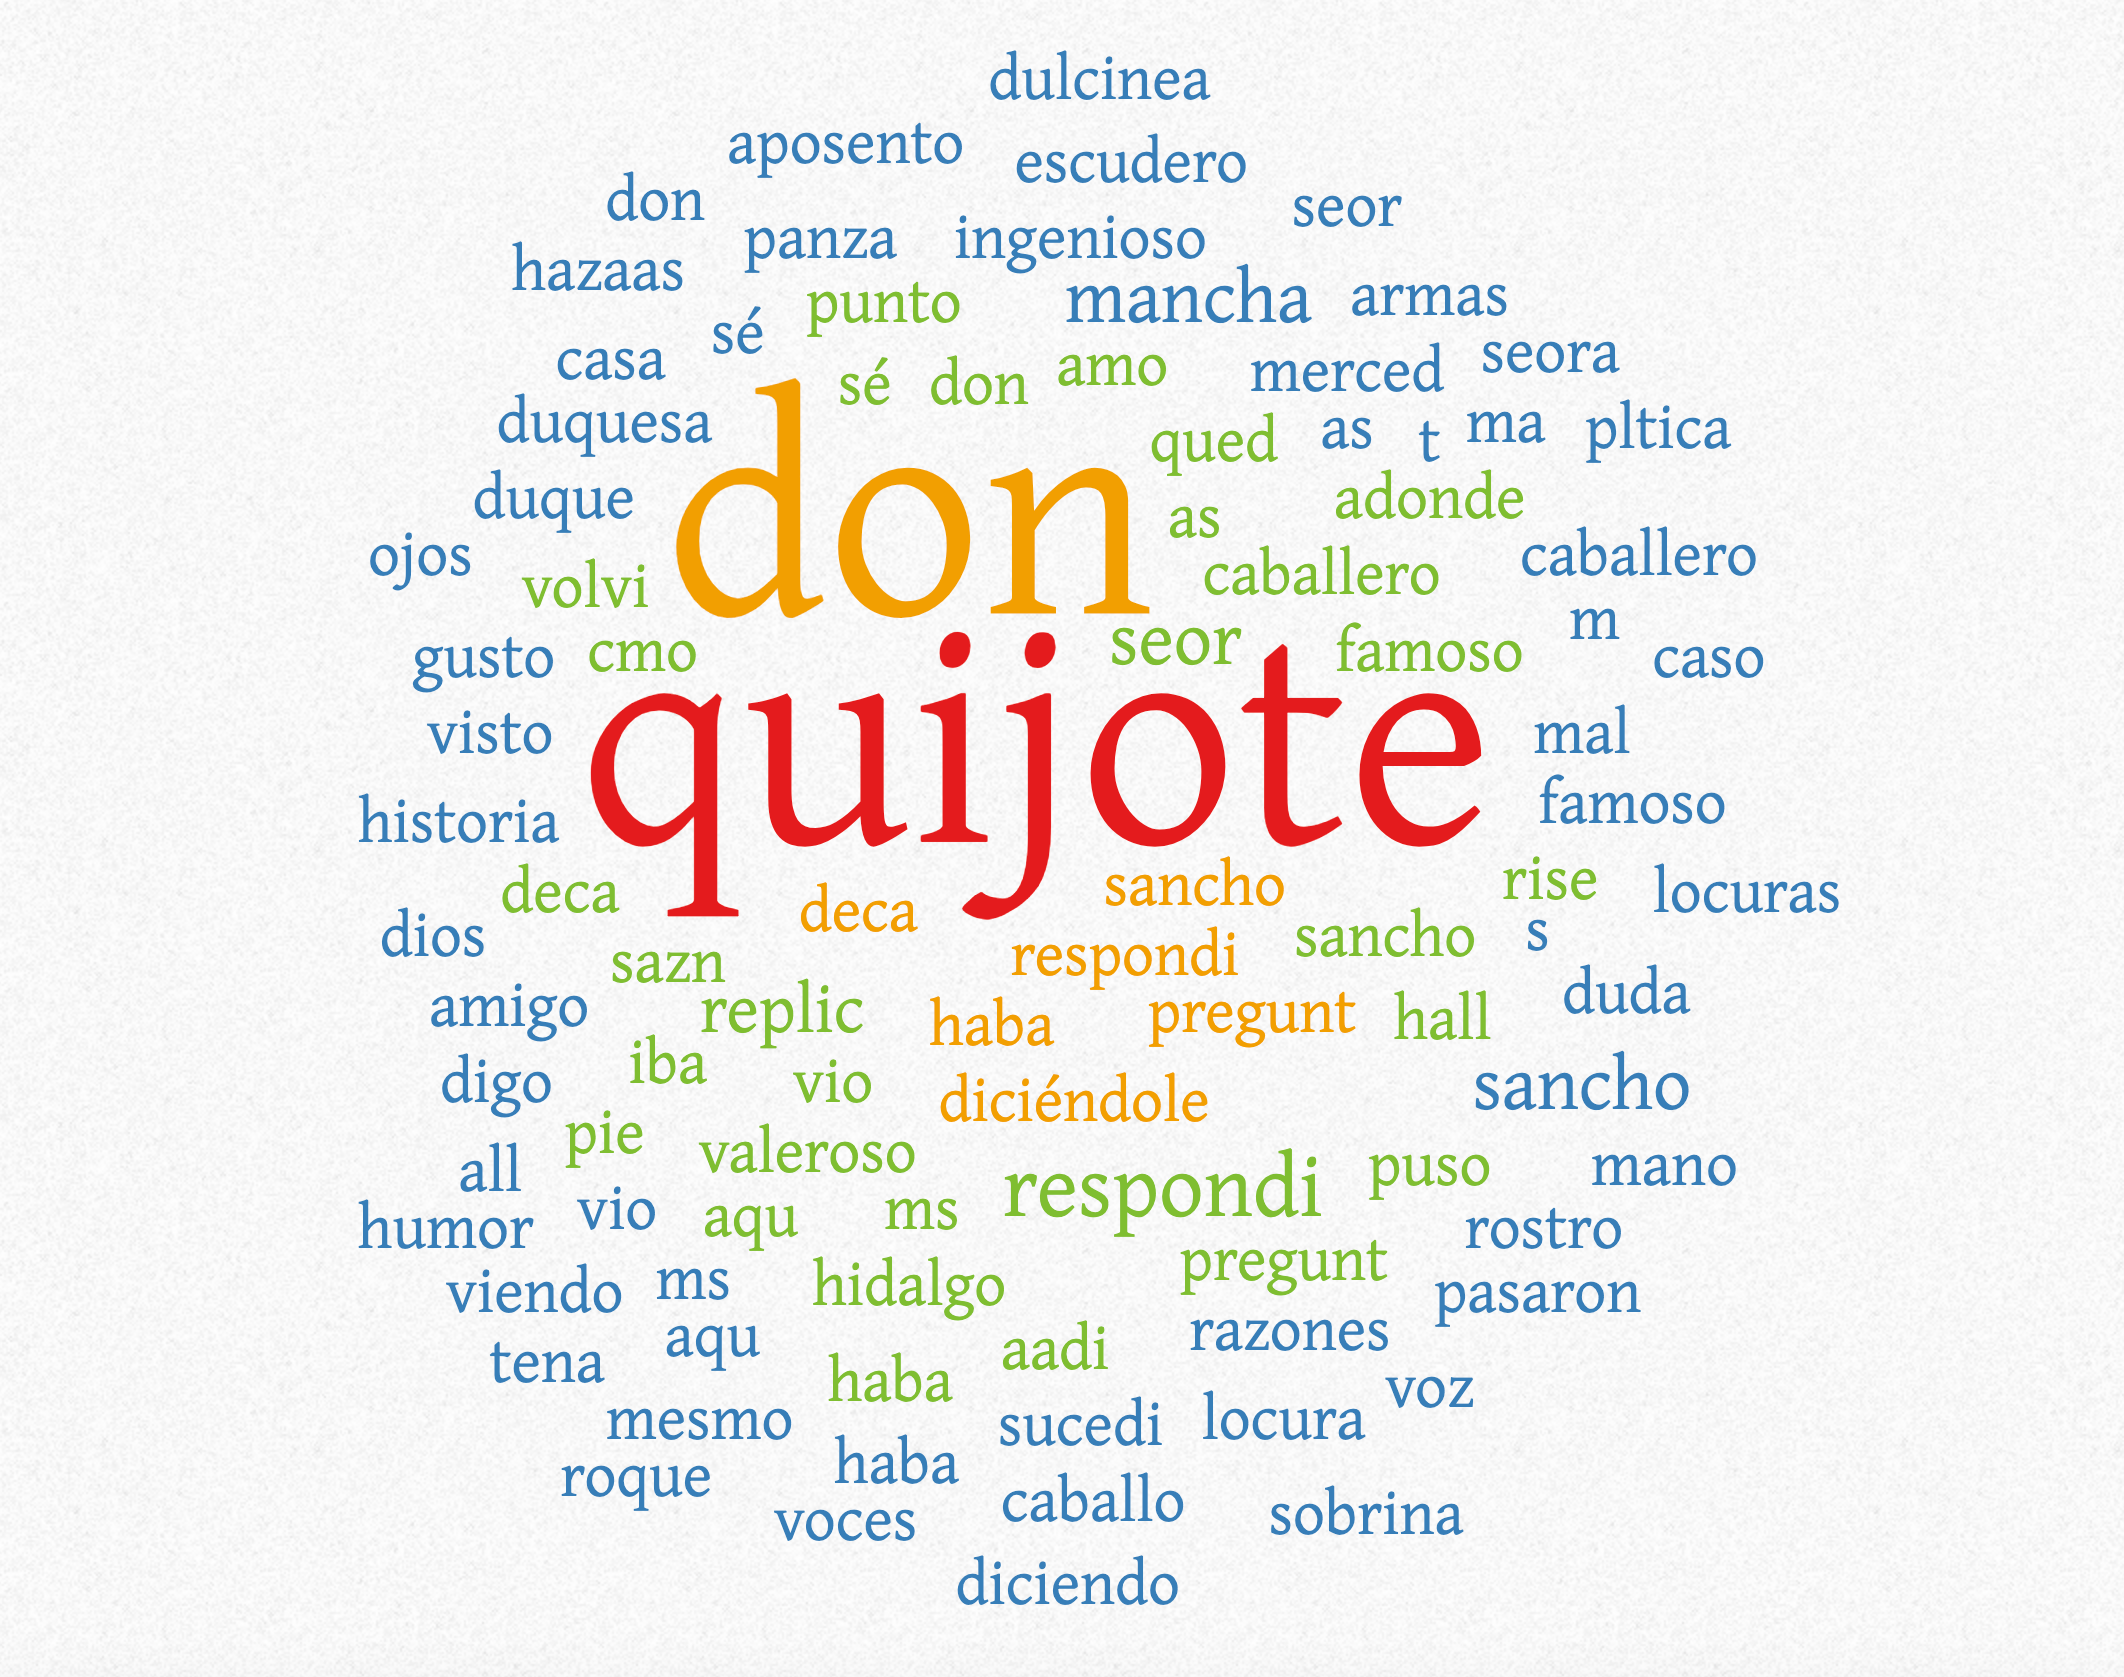 dulcinea
aposento escudero
don seor
panza ingenioso
hazaas
punto mancha armas
sé
casa seora
sé don amo merced
duquesa qued as t ma pltica
don
duque as adonde
ojos caballero caballero
volvi
m
gusto cmo seor famoso caso
visto mal
quijote
historia famoso
deca deca sancho rise locuras
dios sancho s
sazn respondi
amigo replic haba pregunt hall duda
iba
digo vio diciéndole sancho
pie valeroso
all respondi puso mano
humor vio aqu ms rostro
viendo ms hidalgo pregunt pasaron
tena aqu aadi razones
haba voz
mesmo sucedi locura
roque haba
voces caballo sobrina
diciendo